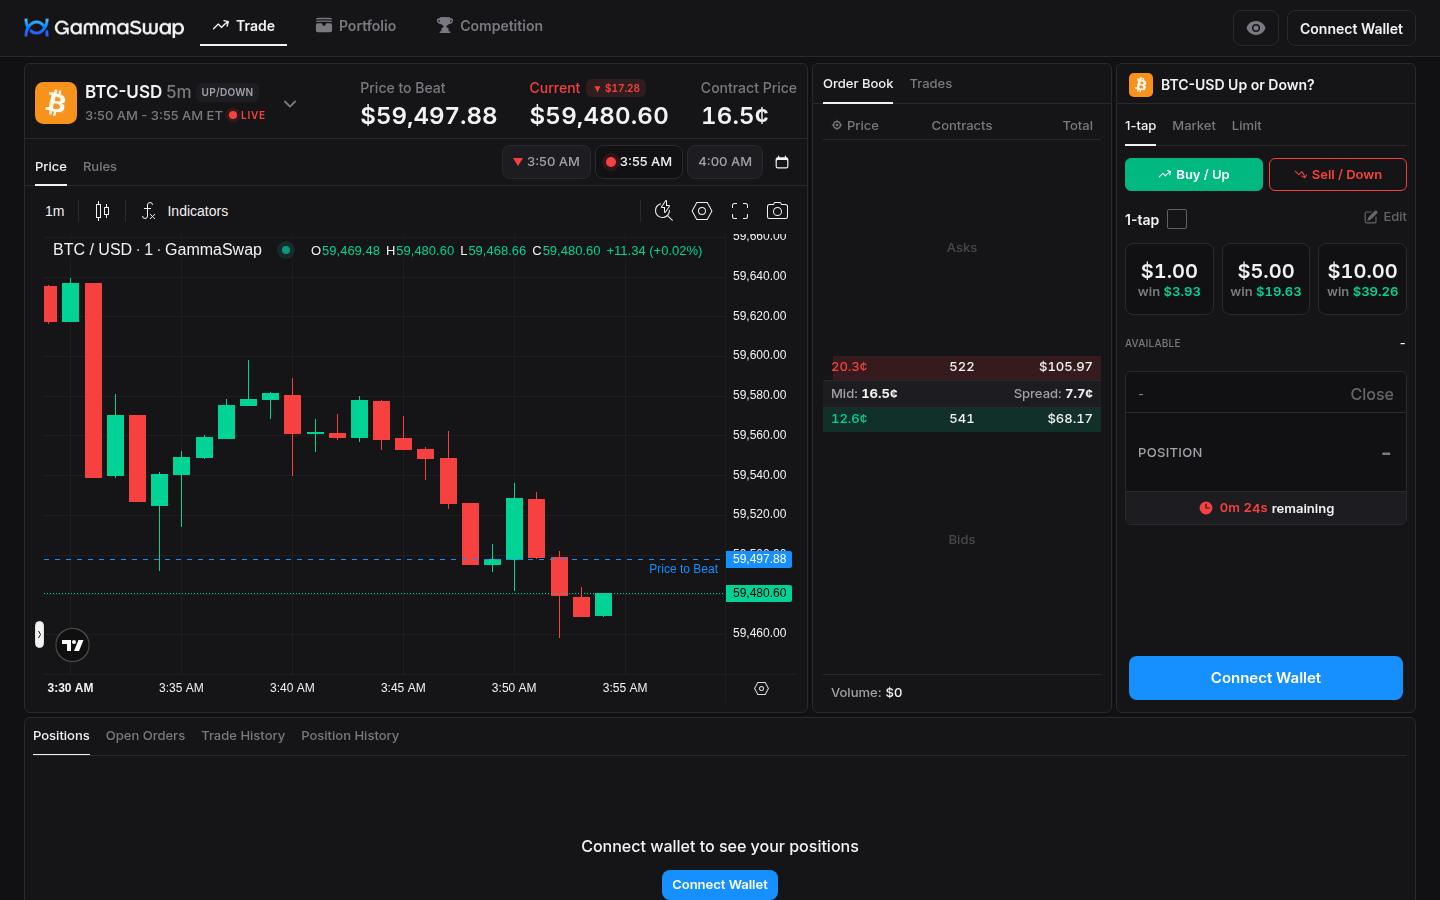 GammaSwap
Trade
Portfolio
Competition
Connect Wallet
BTC-USD 5m UP/DOWN
3:50 AM - 3:55 AM ET LIVE
Price to Beat
$59,497.88
Current ▼ $17.28
$59,480.60
Contract Price
16.5¢
Price
Rules
▼ 3:50 AM
3:55 AM
4:00 AM
1m
Indicators
BTC / USD · 1 · GammaSwap
O59,469.48 H59,480.60 L59,468.66 C59,480.60 +11.34 (+0.02%)
59,660.00
59,640.00
59,620.00
59,600.00
59,580.00
59,560.00
59,540.00
59,520.00
59,497.88
Price to Beat
59,480.60
59,460.00
3:30 AM
3:35 AM
3:40 AM
3:45 AM
3:50 AM
3:55 AM
Order Book
Trades
Price
Contracts
Total
Asks
20.3¢ 522 $105.97
Mid: 16.5¢ Spread: 7.7¢
12.6¢ 541 $68.17
Bids
Volume: $0
BTC-USD Up or Down?
1-tap
Market
Limit
Buy / Up
Sell / Down
1-tap
Edit
$1.00
win $3.93
$5.00
win $19.63
$10.00
win $39.26
AVAILABLE -
- Close
POSITION –
0m 24s remaining
Connect Wallet
Positions
Open Orders
Trade History
Position History
Connect wallet to see your positions
Connect Wallet